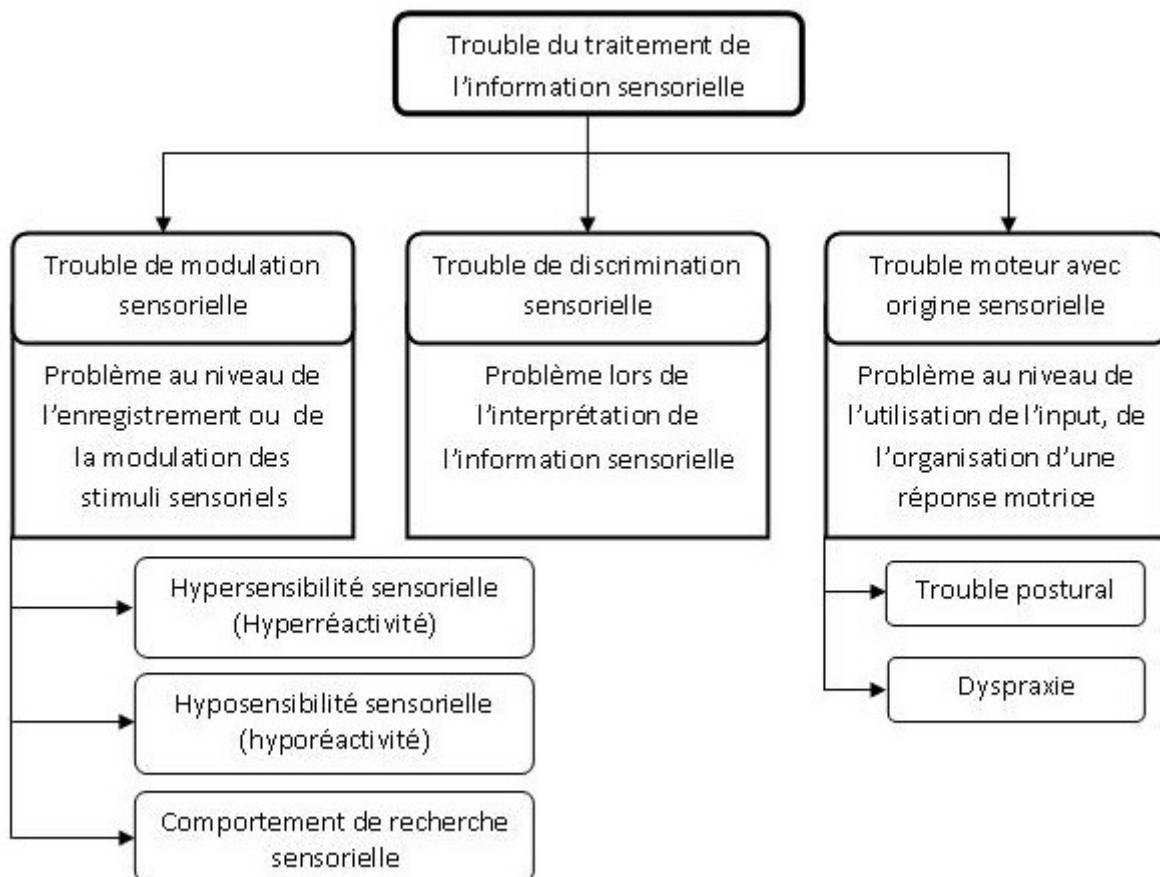 Trouble du traitement de
l'information sensorielle
Trouble de modulation
sensorielle
Problème au niveau de
l'enregistrement ou de
la modulation des
stimuli sensoriels
Hypersensibilité sensorielle
(Hyperréactivité)
Hyposensibilité sensorielle
(hyporéactivité)
Comportement de recherche
sensorielle
Trouble de discrimination
sensorielle
Problème lors de
l'interprétation de
l'information sensorielle
Trouble moteur avec
origine sensorielle
Problème au niveau de
l'utilisation de l'input, de
l'organisation d'une
réponse motrice
Trouble postural
Dyspraxie